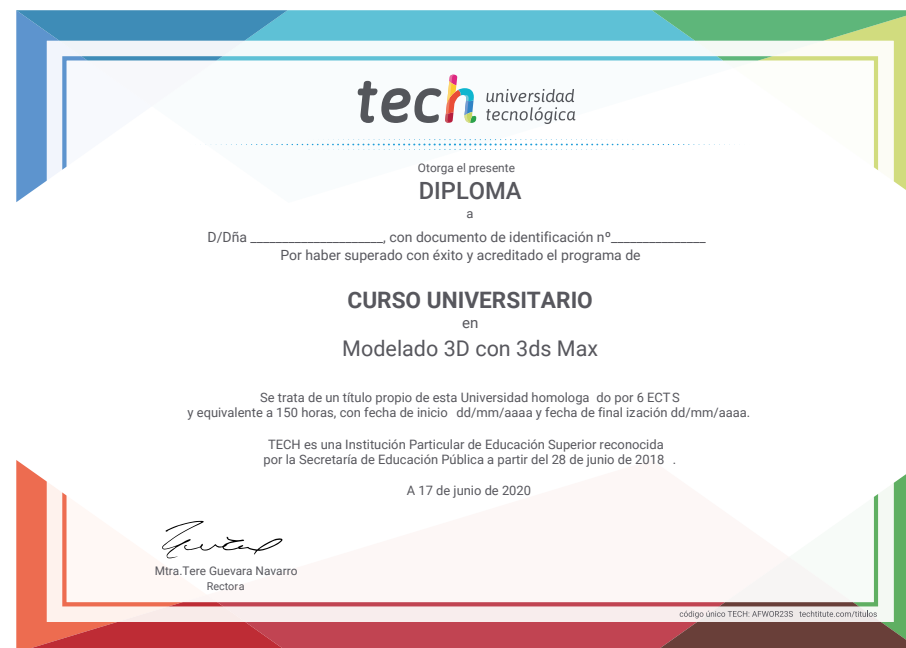 tech universidad
tecnológica
Otorga el presente
DIPLOMA
a
D/Dña ___________________, con documento de identificación nº______________
Por haber superado con éxito y acreditado el programa de
CURSO UNIVERSITARIO
en
Modelado 3D con 3ds Max
Se trata de un título propio de esta Universidad homologa do por 6 ECTS
y equivalente a 150 horas, con fecha de inicio dd/mm/aaaa y fecha de final ización dd/mm/aaaa.
TECH es una Institución Particular de Educación Superior reconocida
por la Secretaría de Educación Pública a partir del 28 de junio de 2018 .
A 17 de junio de 2020
Mtra.Tere Guevara Navarro
Rectora
código único TECH: AFWOR23S techtitute.com/titulos